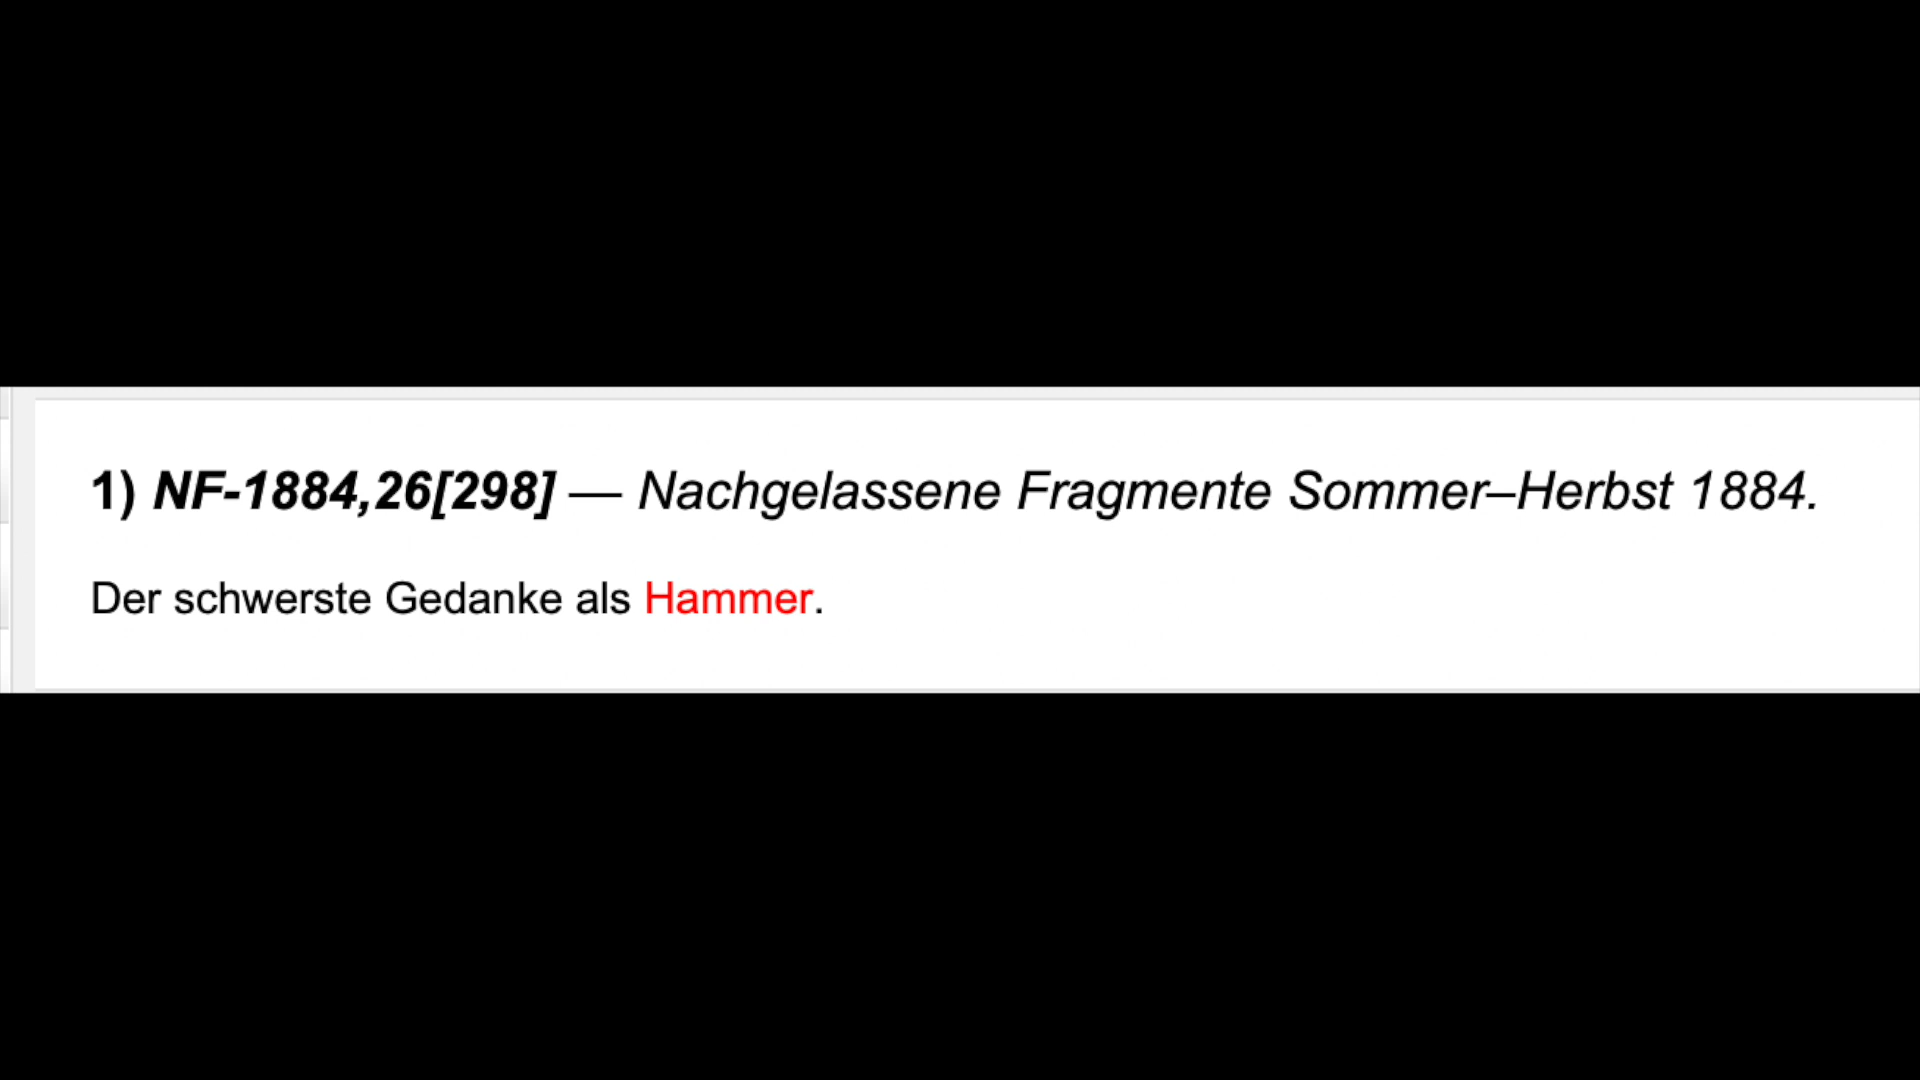 1) NF-1884,26[298] — Nachgelassene Fragmente Sommer–Herbst 1884.
Der schwerste Gedanke als Hammer.